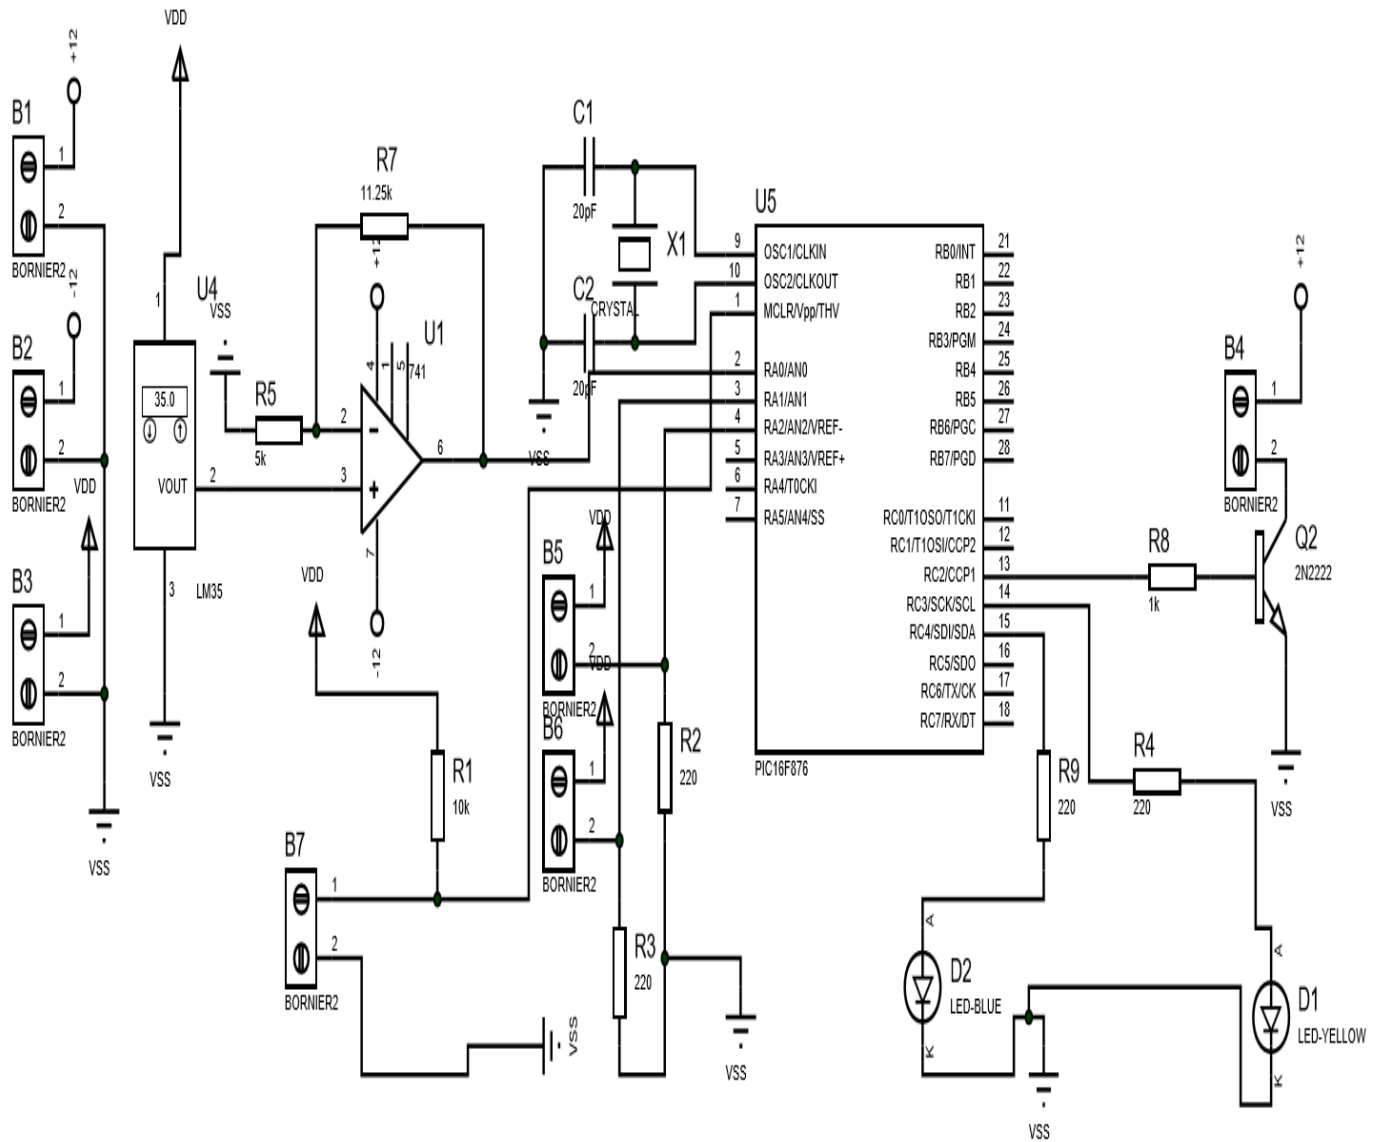 VDD
+12
B1
1
2
BORNIER2
-12
B2
1
2
BORNIER2
VDD
B3
1
2
BORNIER2
VSS
1
U4
35.0
VOUT
2
3
LM35
VSS
VSS
R5
5k
R7
11.25k
+12
U1
4
1
5
741
2
3
6
7
-12
VDD
R1
10k
B7
1
2
BORNIER2
VSS
C1
20pF
X1
C2
CRYSTAL
20pF
VSS
VDD
B5
1
2
VDD
BORNIER2
B6
1
2
BORNIER2
R2
220
R3
220
VSS
U5
9 OSC1/CLKIN
10 OSC2/CLKOUT
1 MCLR/Vpp/THV
2 RA0/AN0
3 RA1/AN1
4 RA2/AN2/VREF-
5 RA3/AN3/VREF+
6 RA4/T0CKI
7 RA5/AN4/SS
RB0/INT 21
RB1 22
RB2 23
RB3/PGM 24
RB4 25
RB5 26
RB6/PGC 27
RB7/PGD 28
RC0/T1OSO/T1CKI 11
RC1/T1OSI/CCP2 12
RC2/CCP1 13
RC3/SCK/SCL 14
RC4/SDI/SDA 15
RC5/SDO 16
RC6/TX/CK 17
RC7/RX/DT 18
PIC16F876
+12
B4
1
2
BORNIER2
R8
1k
Q2
2N2222
VSS
R9
220
R4
220
A
D2
LED-BLUE
K
A
D1
LED-YELLOW
K
VSS